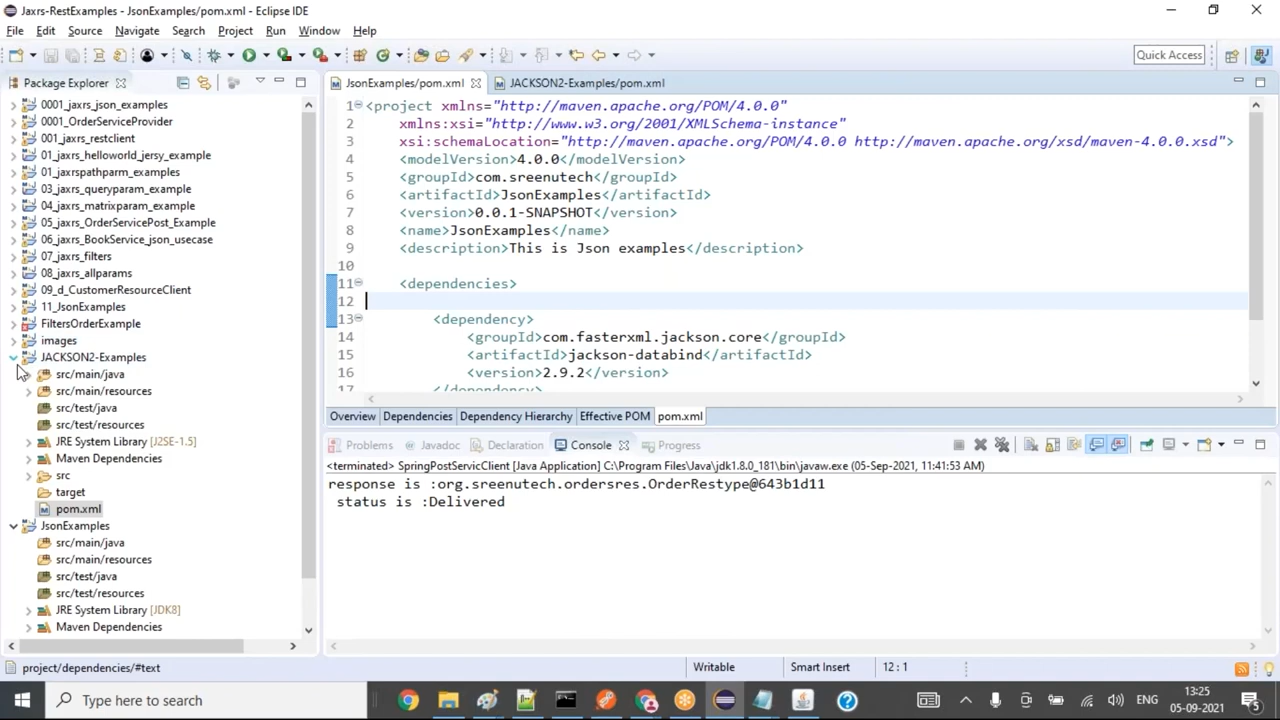 Jaxrs-RestExamples - JsonExamples/pom.xml - Eclipse IDE
File Edit Source Navigate Search Project Run Window Help
Quick Access
Package Explorer
0001_jaxrs_json_examples
0001_OrderServiceProvider
001_jaxrs_restclient
01_jaxrs_helloworld_jersy_example
01_jaxrspathparm_examples
03_jaxrs_queryparam_example
04_jaxrs_matrixparam_example
05_jaxrs_OrderServicePost_Example
06_jaxrs_BookService_json_usecase
07_jaxrs_filters
08_jaxrs_allparams
09_d_CustomerResourceClient
11_JsonExamples
FiltersOrderExample
images
JACKSON2-Examples
src/main/java
src/main/resources
src/test/java
src/test/resources
JRE System Library [J2SE-1.5]
Maven Dependencies
src
target
pom.xml
JsonExamples
src/main/java
src/main/resources
src/test/java
src/test/resources
JRE System Library [JDK8]
Maven Dependencies
JsonExamples/pom.xml JACKSON2-Examples/pom.xml
1 <project xmlns="http://maven.apache.org/POM/4.0.0"
2 xmlns:xsi="http://www.w3.org/2001/XMLSchema-instance"
3 xsi:schemaLocation="http://maven.apache.org/POM/4.0.0 http://maven.apache.org/xsd/maven-4.0.0.xsd">
4 <modelVersion>4.0.0</modelVersion>
5 <groupId>com.sreenutech</groupId>
6 <artifactId>JsonExamples</artifactId>
7 <version>0.0.1-SNAPSHOT</version>
8 <name>JsonExamples</name>
9 <description>This is Json examples</description>
10
11 <dependencies>
12
13 <dependency>
14 <groupId>com.fasterxml.jackson.core</groupId>
15 <artifactId>jackson-databind</artifactId>
16 <version>2.9.2</version>
17 </dependency>
Overview Dependencies Dependency Hierarchy Effective POM pom.xml
Problems Javadoc Declaration Console Progress
<terminated> SpringPostServicClient [Java Application] C:\Program Files\Java\jdk1.8.0_181\bin\javaw.exe (05-Sep-2021, 11:41:53 AM)
response is :org.sreenutech.ordersres.OrderRestype@643b1d11
status is :Delivered
project/dependencies/#text Writable Smart Insert 12 : 1
Type here to search
ENG
13:25
05-09-2021
5